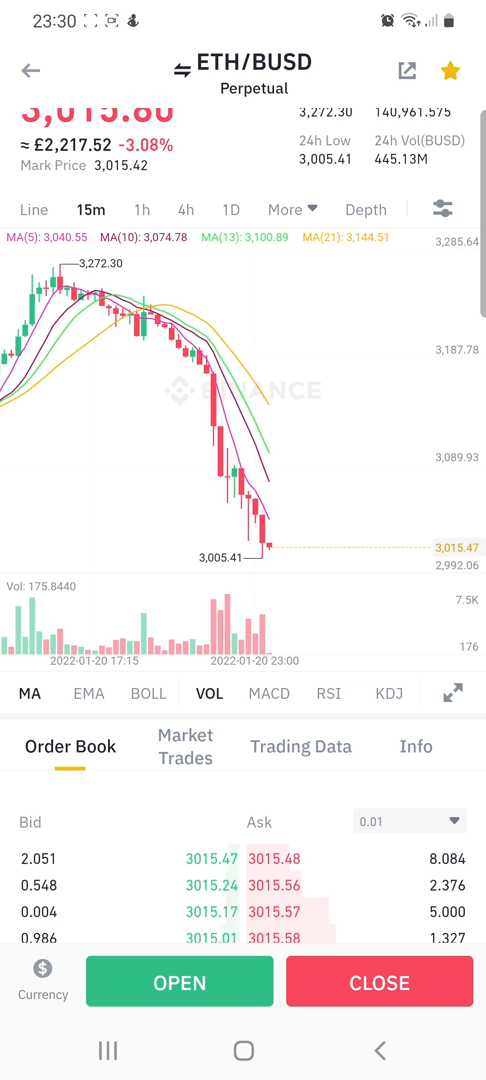 23:30
ETH/BUSD
Perpetual
3,015.80
3,272.30
140,961.575
≈ £2,217.52 -3.08%
24h Low
24h Vol(BUSD)
Mark Price 3,015.42
3,005.41
445.13M
Line 15m 1h 4h 1D More Depth
MA(5): 3,040.55 MA(10): 3,074.78 MA(13): 3,100.89 MA(21): 3,144.51
3,285.64
3,272.30
3,187.78
BINANCE
3,089.93
3,015.47
3,005.41
2,992.06
Vol: 175.8440
7.5K
176
2022-01-20 17:15 2022-01-20 23:00
MA EMA BOLL VOL MACD RSI KDJ
Order Book
Market
Trades
Trading Data
Info
Bid Ask 0.01
2.051 3015.47 3015.48 8.084
0.548 3015.24 3015.56 2.376
0.004 3015.17 3015.57 5.000
0.986 3015.01 3015.58 1.327
$
Currency
OPEN
CLOSE